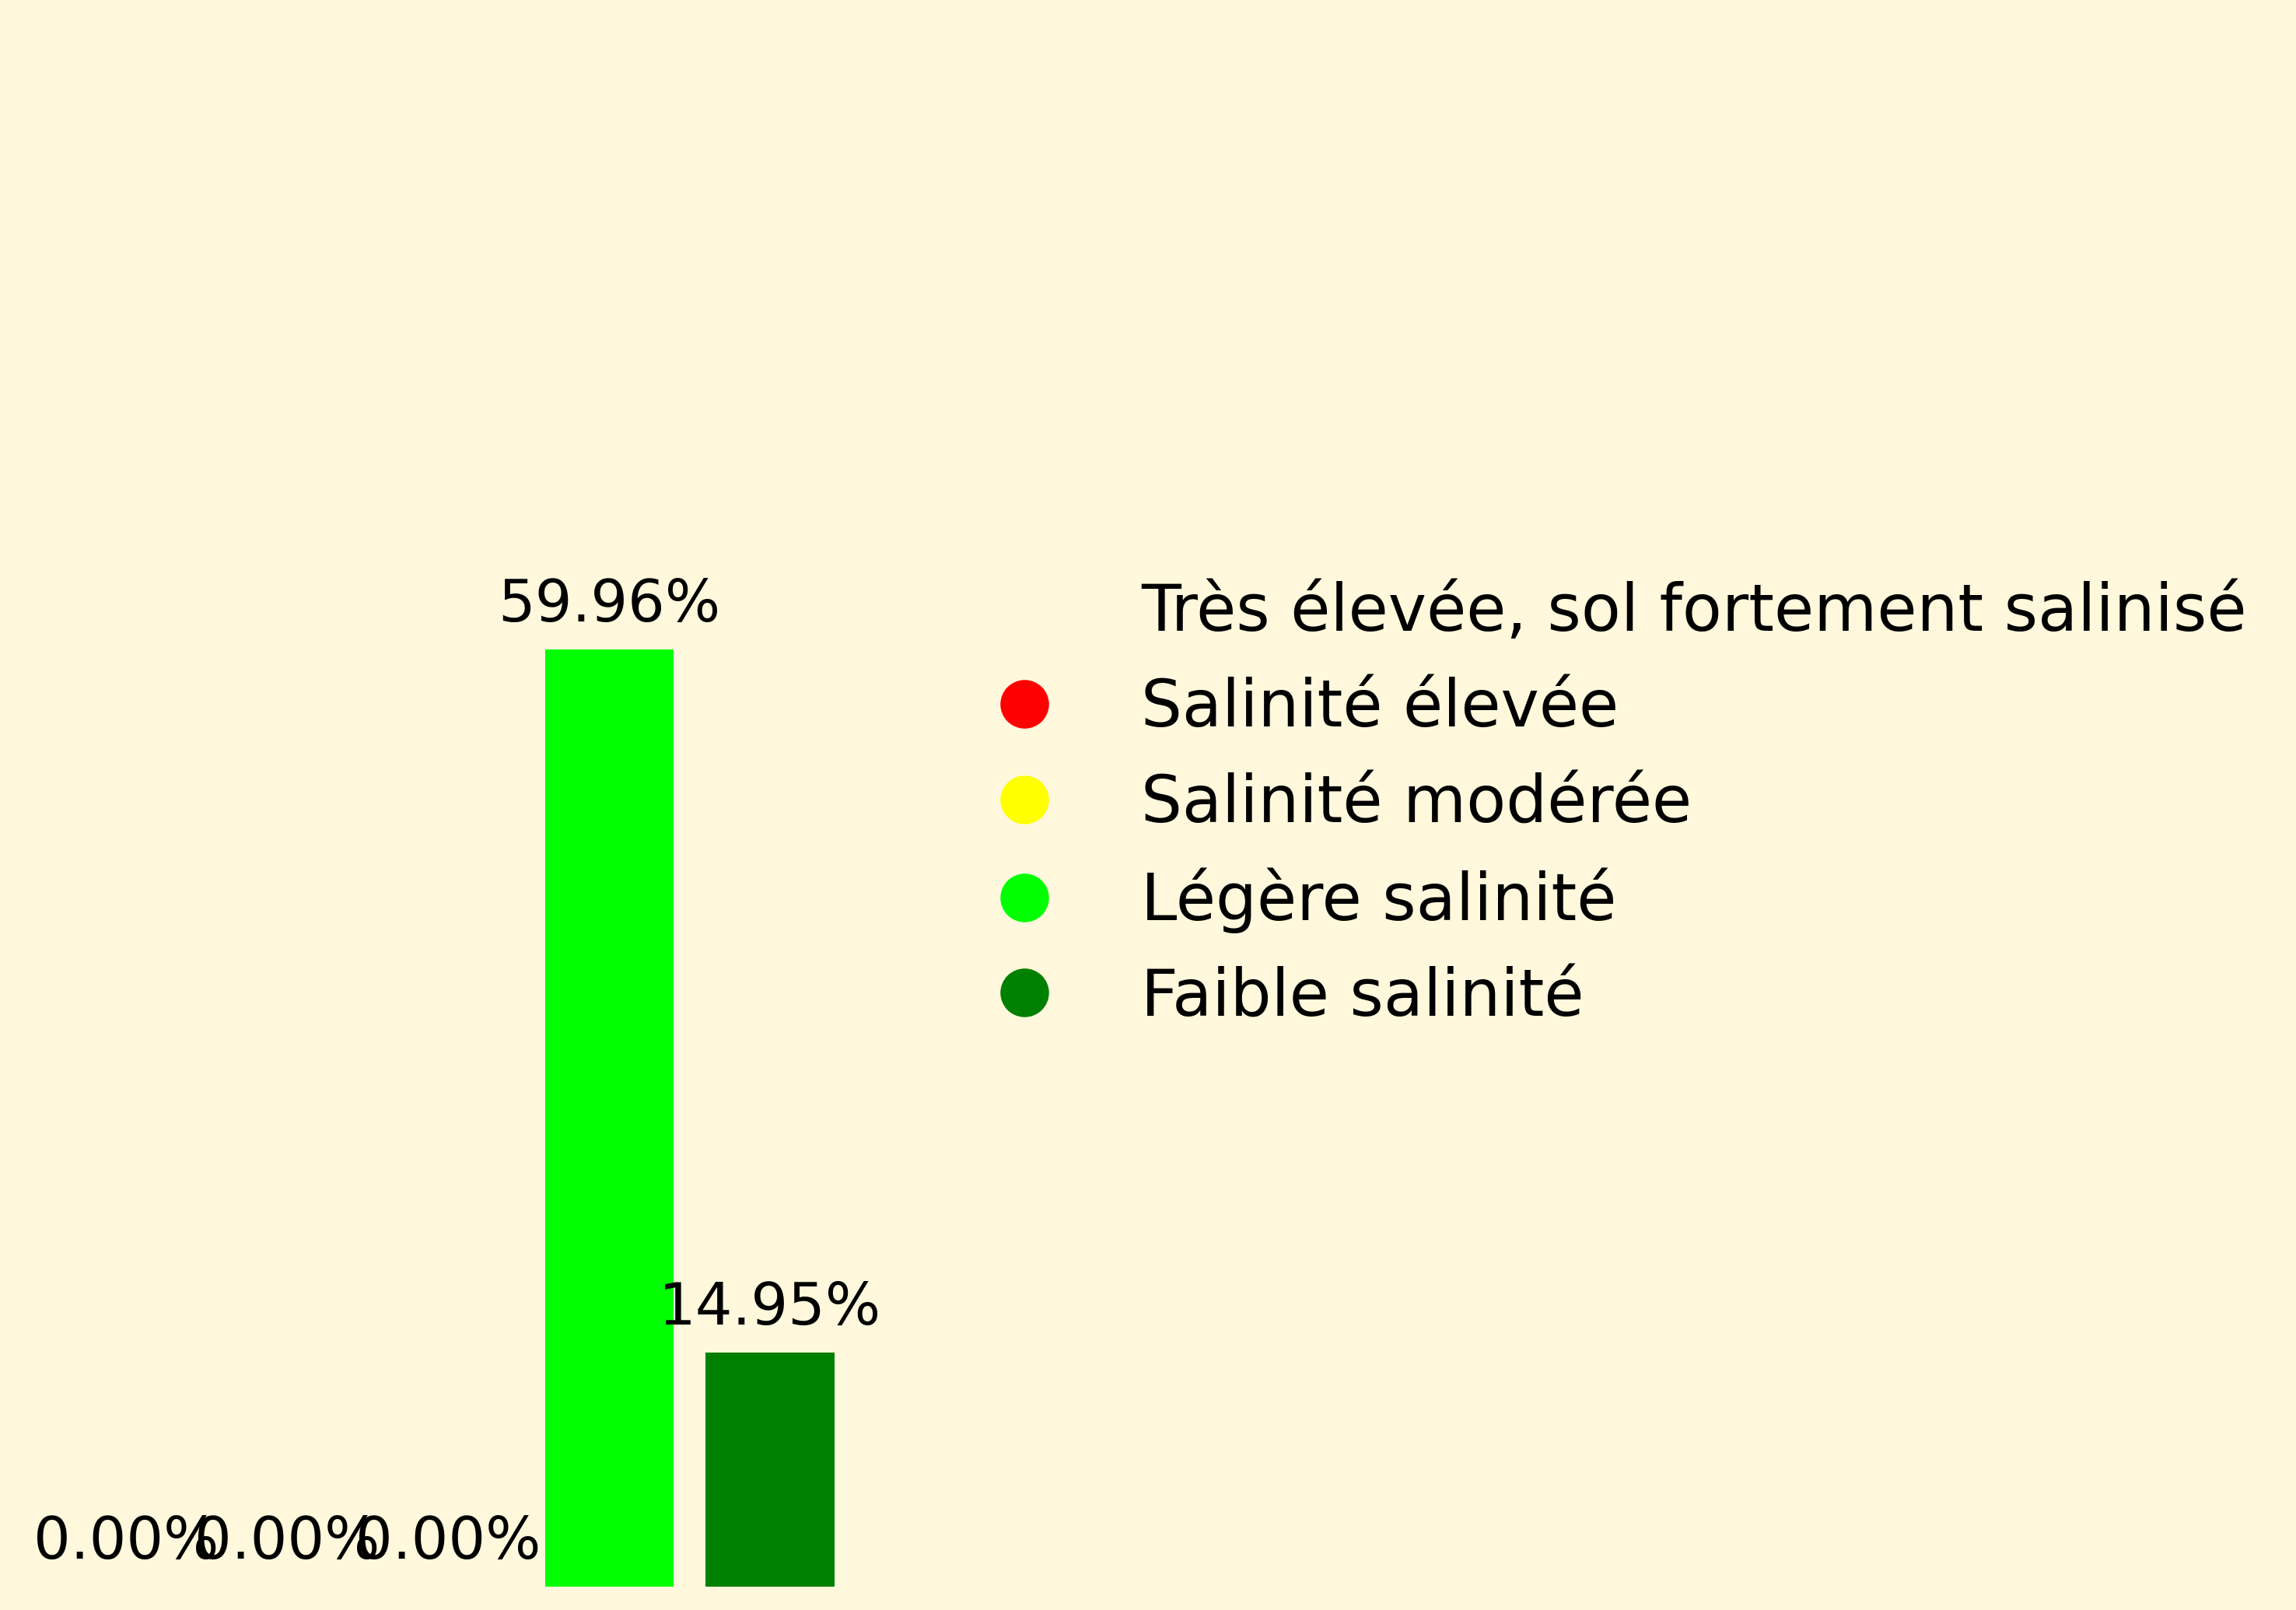 59.96%
14.95%
0.00%
0.00%
0.00%
Très élevée, sol fortement salinisé
Salinité élevée
Salinité modérée
Légère salinité
Faible salinité